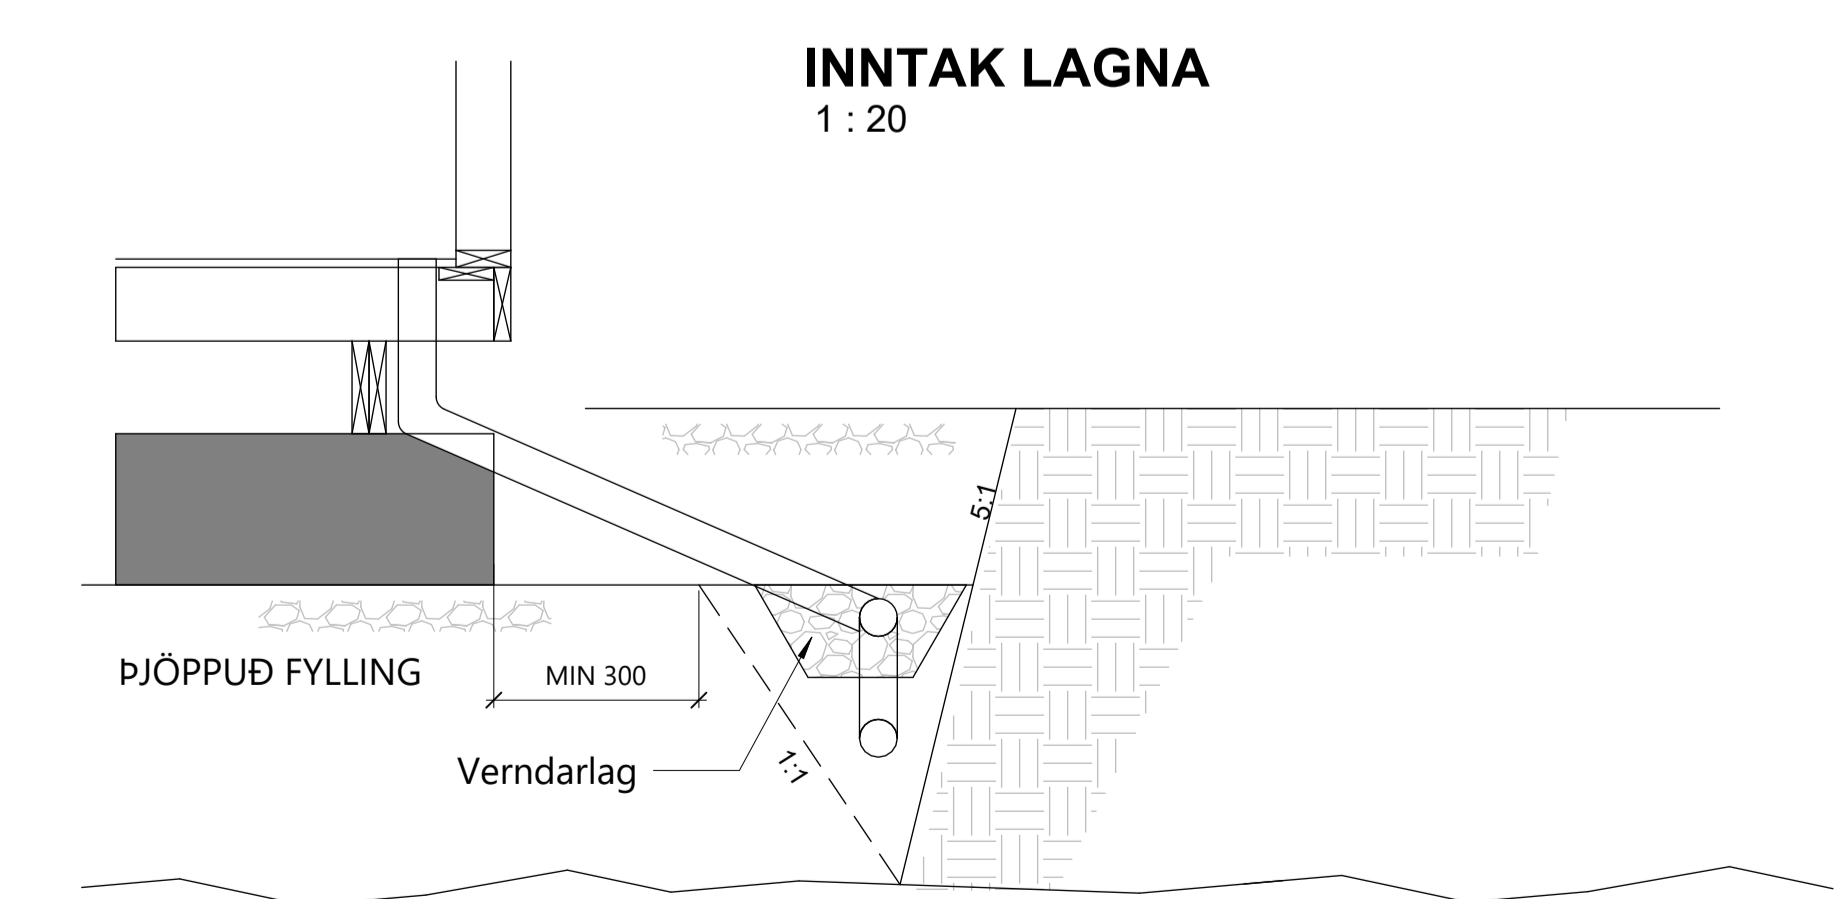 INNTAK LAGNA
1 : 20
5:1
ÞJÖPPUÐ FYLLING
MIN 300
Verndarlag
1:1